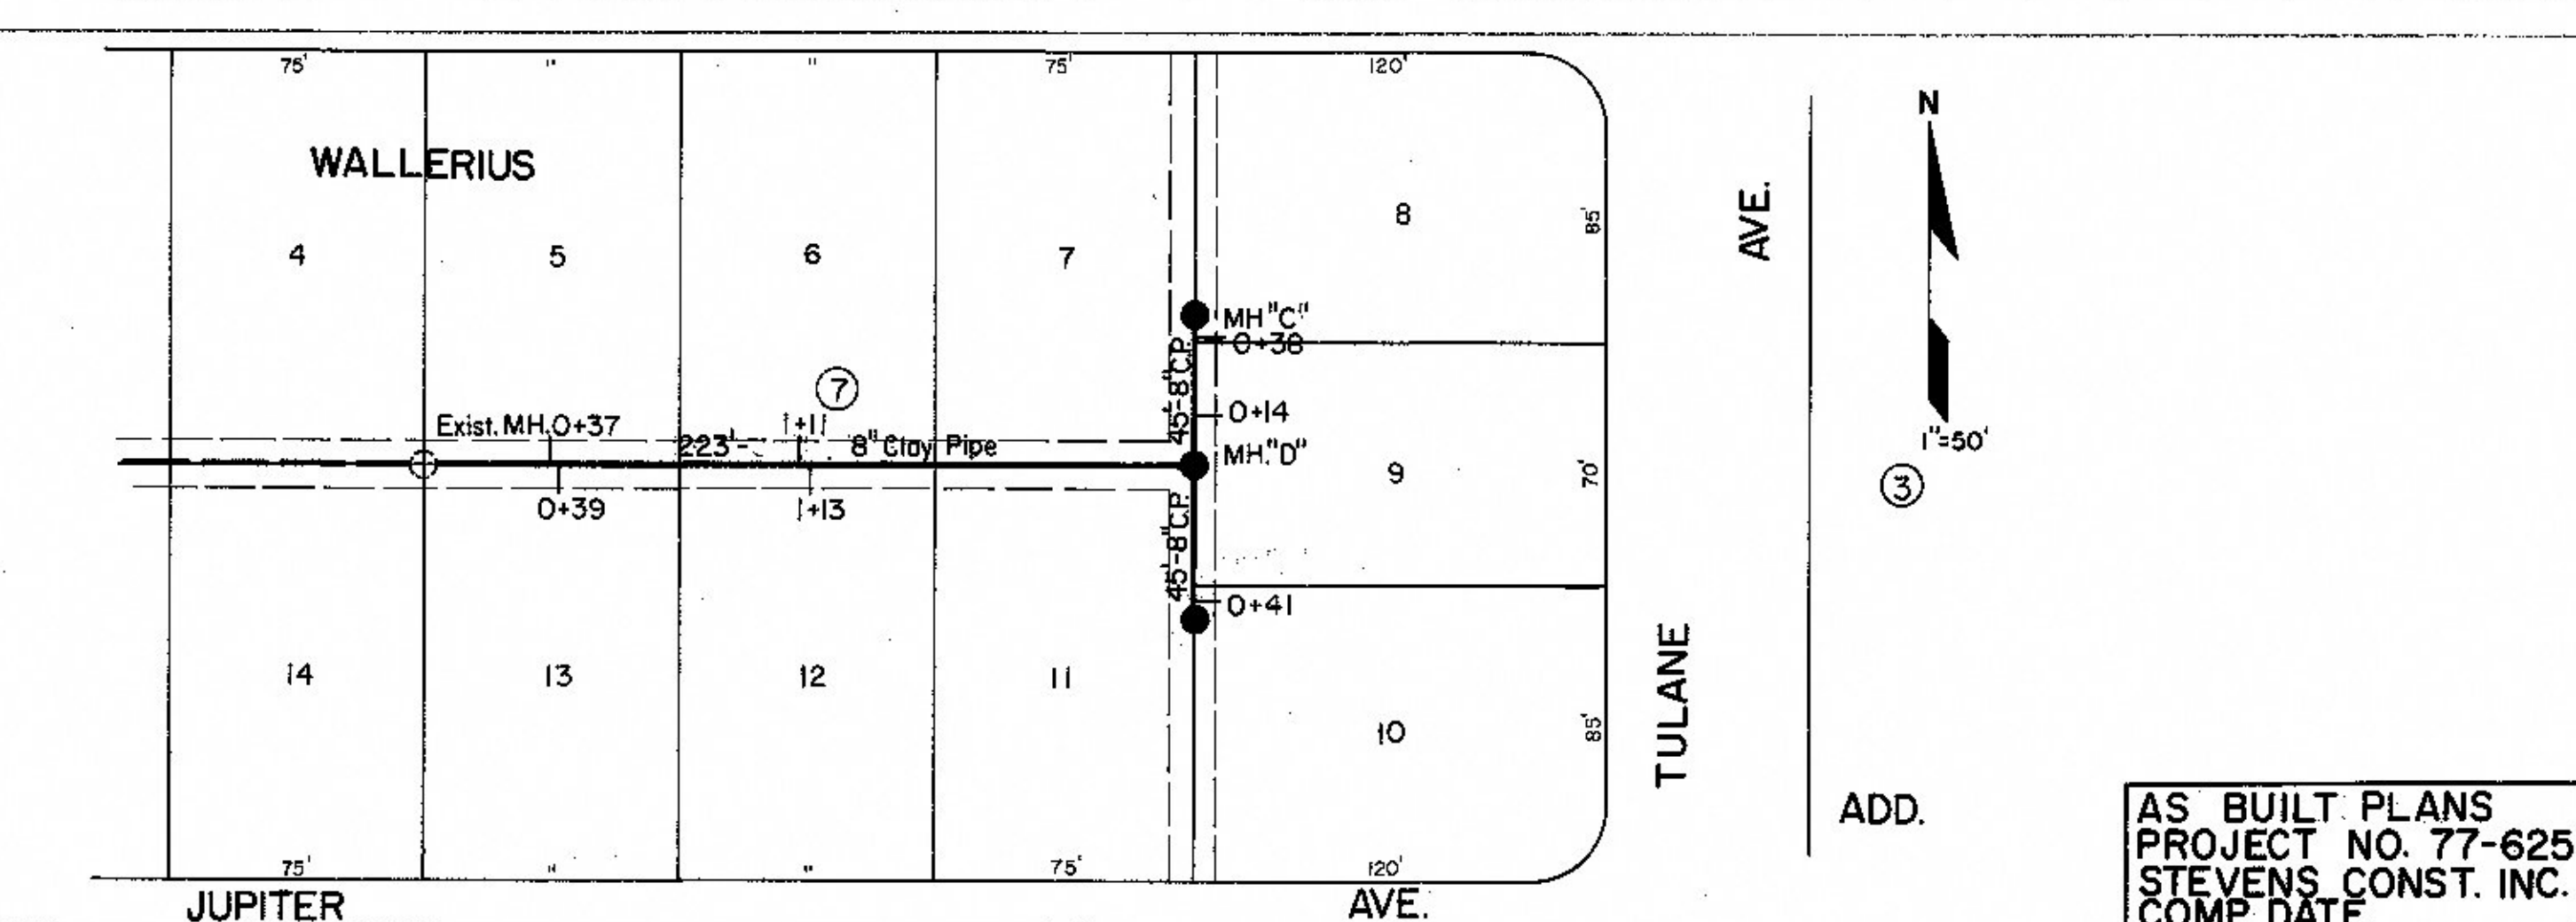 75' " " 75' 120'
N
WALLERIUS
AVE.
4 5 6 7 8
85'
MH"C"
0+38
45'-8"C.P.
7
0+14
Exist. MH. 0+37
1+11
223'- 8" Clay Pipe
MH."D"
1"=50'
9
70'
3
0+39
1+13
45'-8"C.P.
0+41
14 13 12 11
10
85'
TULANE
ADD.
75' " " 75' 120'
JUPITER AVE.
AS BUILT PLANS
PROJECT NO. 77-625
STEVENS CONST. INC.
COMP. DATE